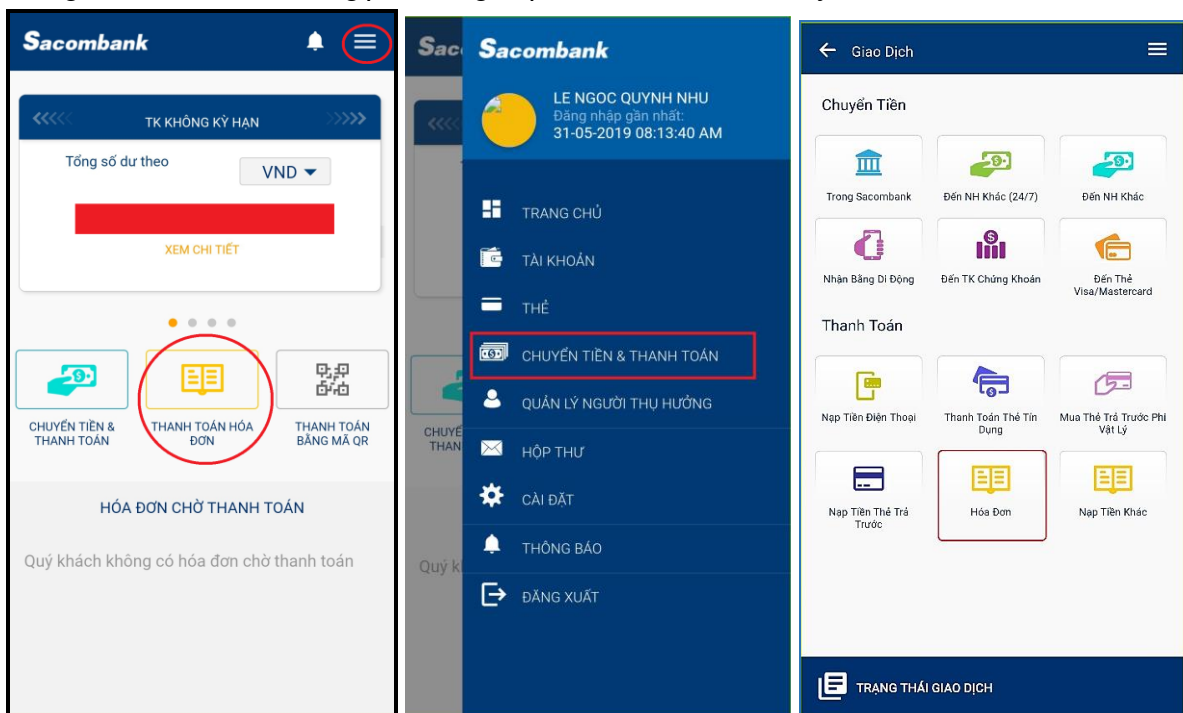 Sacombank
TK KHÔNG KỲ HẠN
Tổng số dư theo
VND
XEM CHI TIẾT
CHUYỂN TIỀN &
THANH TOÁN
THANH TOÁN HÓA
ĐƠN
THANH TOÁN
BẰNG MÃ QR
HÓA ĐƠN CHỜ THANH TOÁN
Quý khách không có hóa đơn chờ thanh toán
Sac
CHUYỂ
THAN
Quý k
Sacombank
LE NGOC QUYNH NHU
Đăng nhập gần nhất:
31-05-2019 08:13:40 AM
TRANG CHỦ
TÀI KHOẢN
THẺ
CHUYỂN TIỀN & THANH TOÁN
QUẢN LÝ NGƯỜI THỤ HƯỞNG
HỘP THƯ
CÀI ĐẶT
THÔNG BÁO
ĐĂNG XUẤT
Giao Dịch
Chuyển Tiền
Trong Sacombank
Đến NH Khác (24/7)
Đến NH Khác
Nhận Bằng Di Động
Đến TK Chứng Khoán
Đến Thẻ
Visa/Mastercard
Thanh Toán
Nạp Tiền Điện Thoại
Thanh Toán Thẻ Tín
Dụng
Mua Thẻ Trả Trước Phi
Vật Lý
Nạp Tiền Thẻ Trả
Trước
Hóa Đơn
Nạp Tiền Khác
TRẠNG THÁI GIAO DỊCH